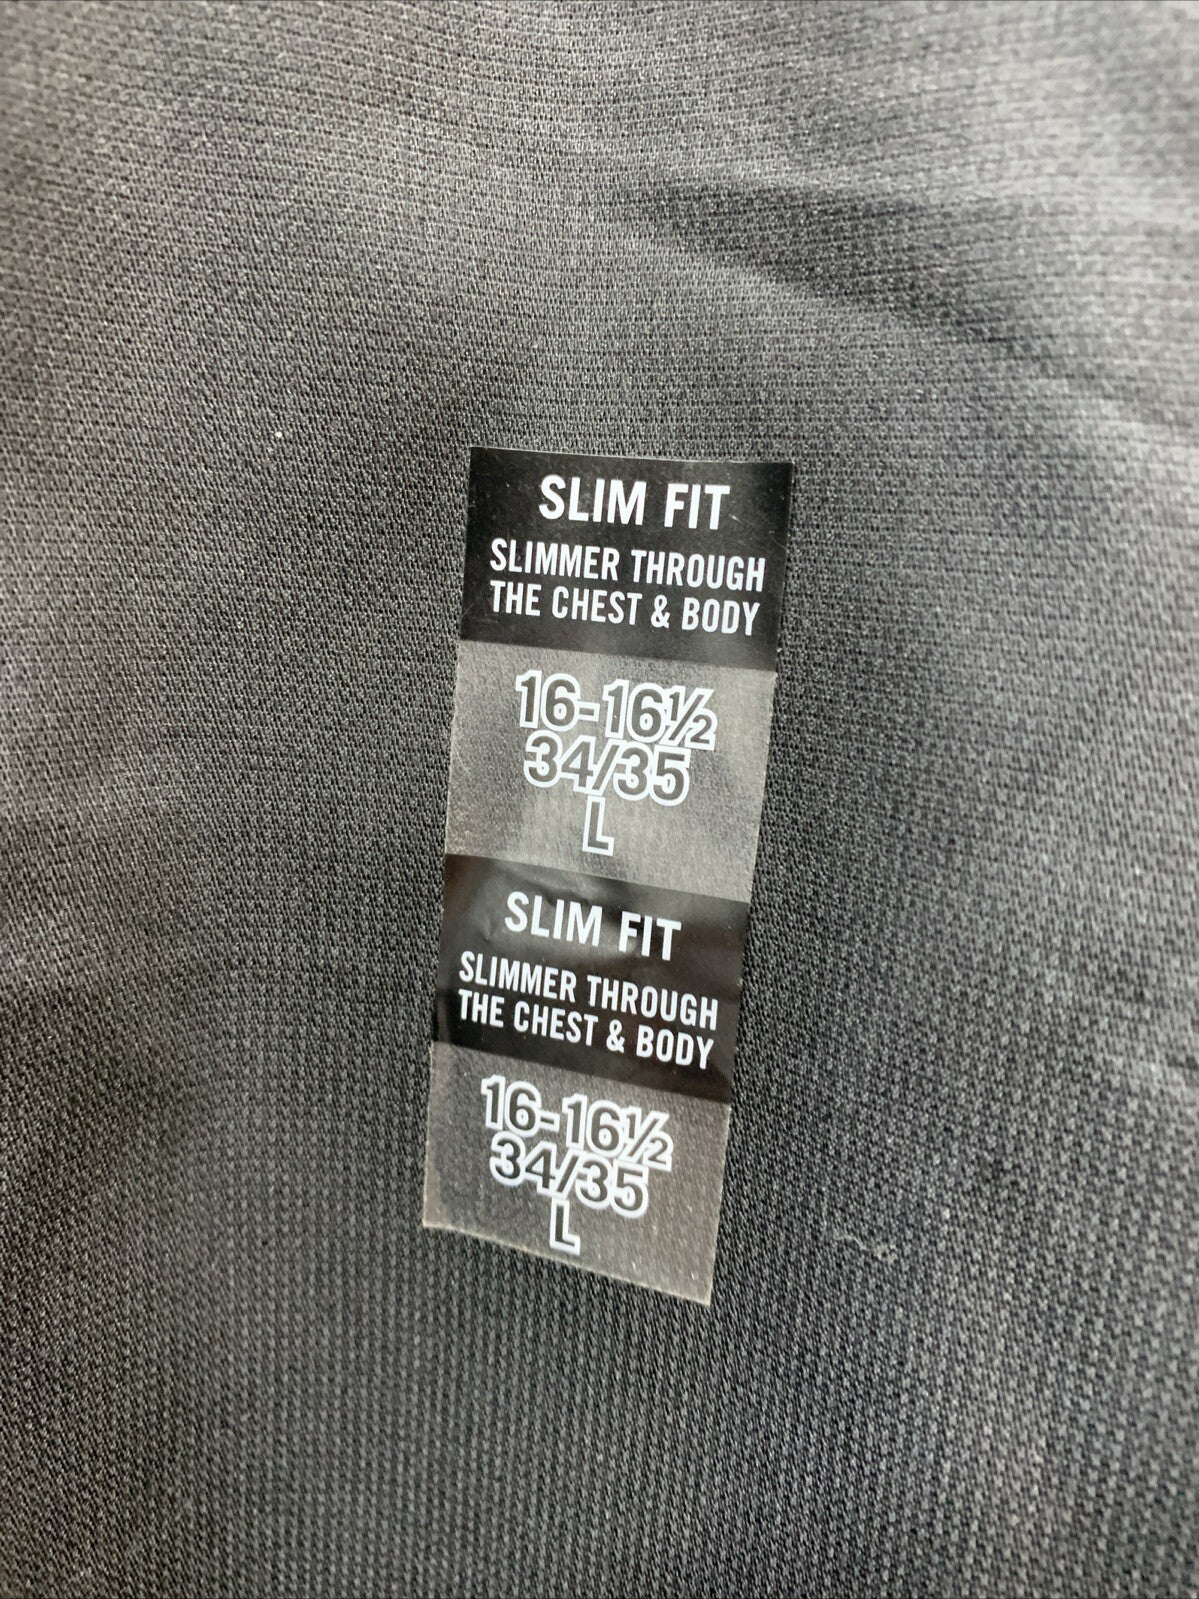 SLIM FIT
SLIMMER THROUGH
THE CHEST & BODY
16-16½
34/35
L
SLIM FIT
SLIMMER THROUGH
THE CHEST & BODY
16-16½
34/35
L